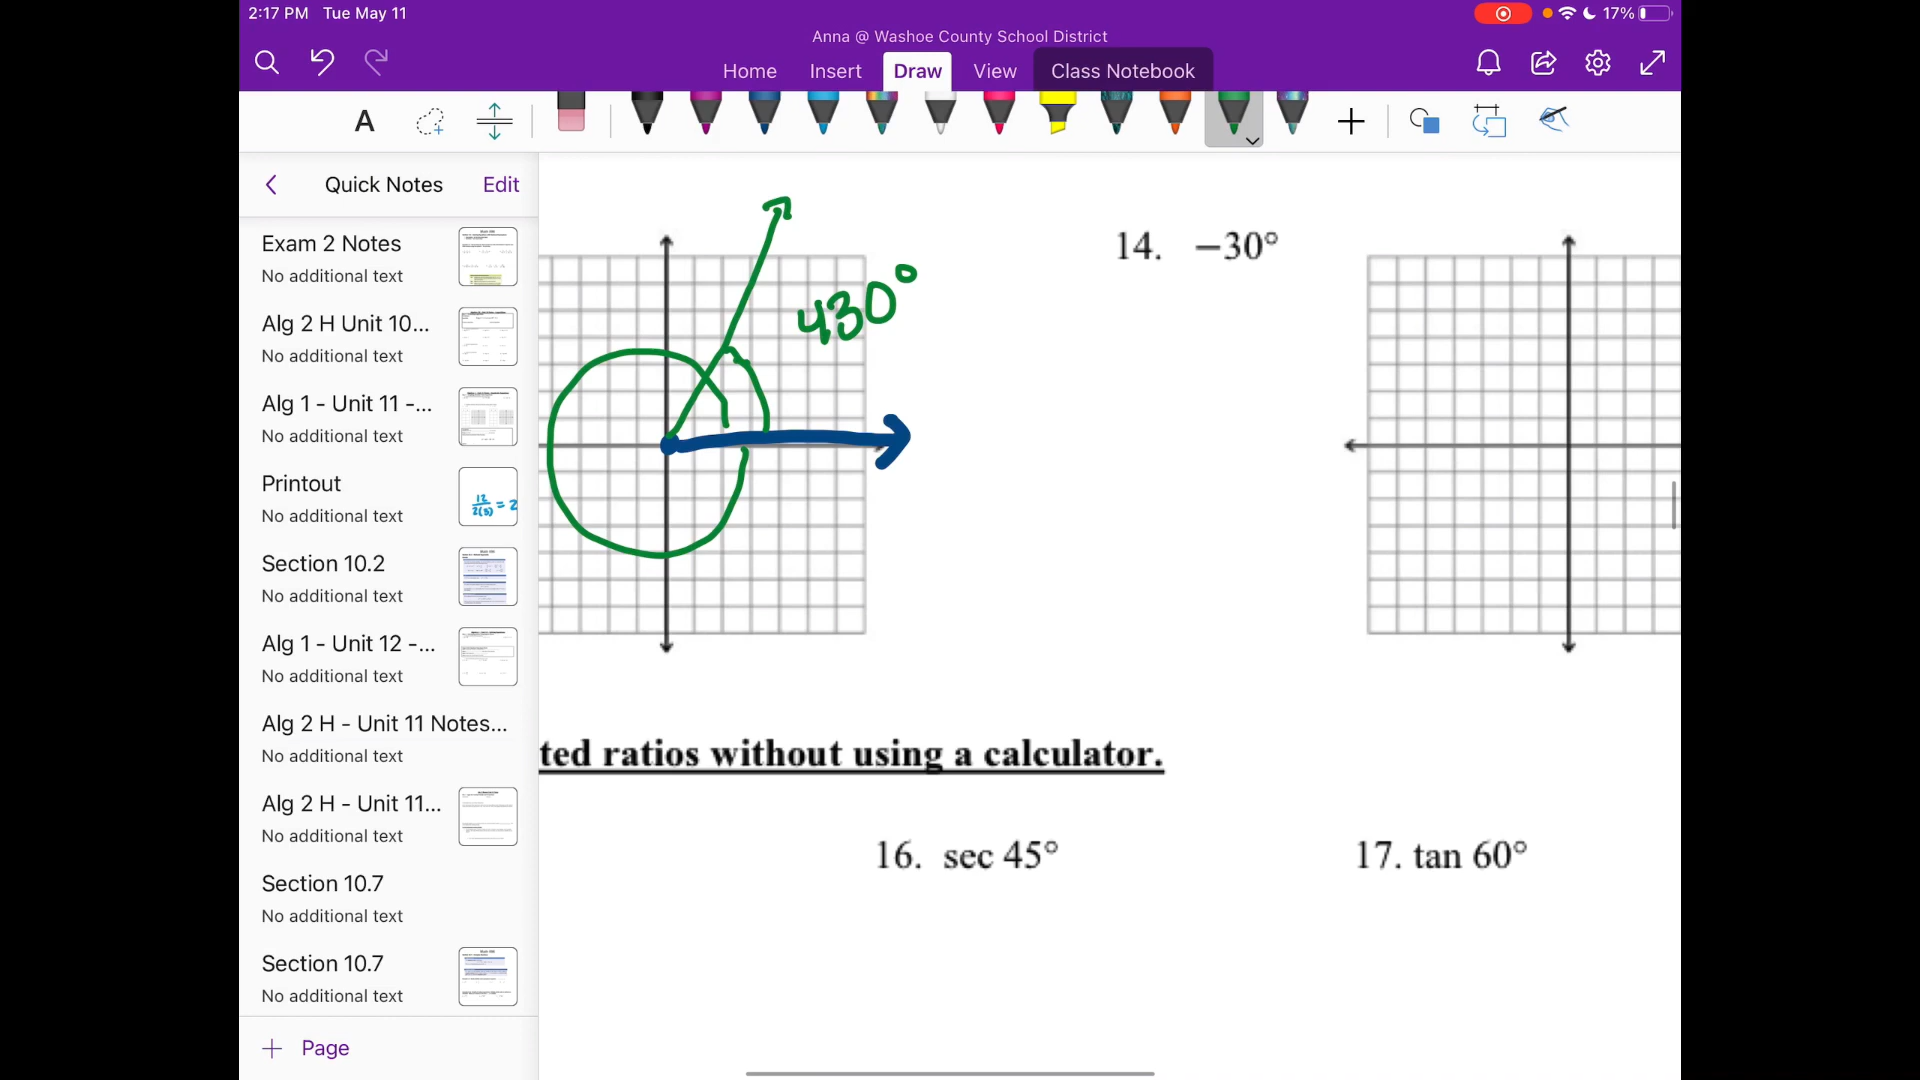 2:17 PM Tue May 11
17%
Anna @ Washoe County School District
Home Insert Draw View Class Notebook
A
Quick Notes Edit
Exam 2 Notes
No additional text
Alg 2 H Unit 10...
No additional text
Alg 1 - Unit 11 -...
No additional text
Printout
No additional text
12
2(3) = 2
Section 10.2
No additional text
Alg 1 - Unit 12 -...
No additional text
Alg 2 H - Unit 11 Notes...
No additional text
Alg 2 H - Unit 11...
No additional text
Section 10.7
No additional text
Section 10.7
No additional text
+ Page
430°
14. −30°
ted ratios without using a calculator.
16. sec 45°
17. tan 60°